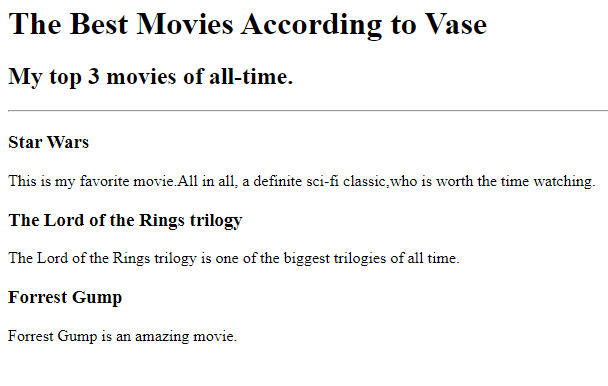 The Best Movies According to Vase
My top 3 movies of all-time.
Star Wars
This is my favorite movie.All in all, a definite sci-fi classic,who is worth the time watching.
The Lord of the Rings trilogy
The Lord of the Rings trilogy is one of the biggest trilogies of all time.
Forrest Gump
Forrest Gump is an amazing movie.